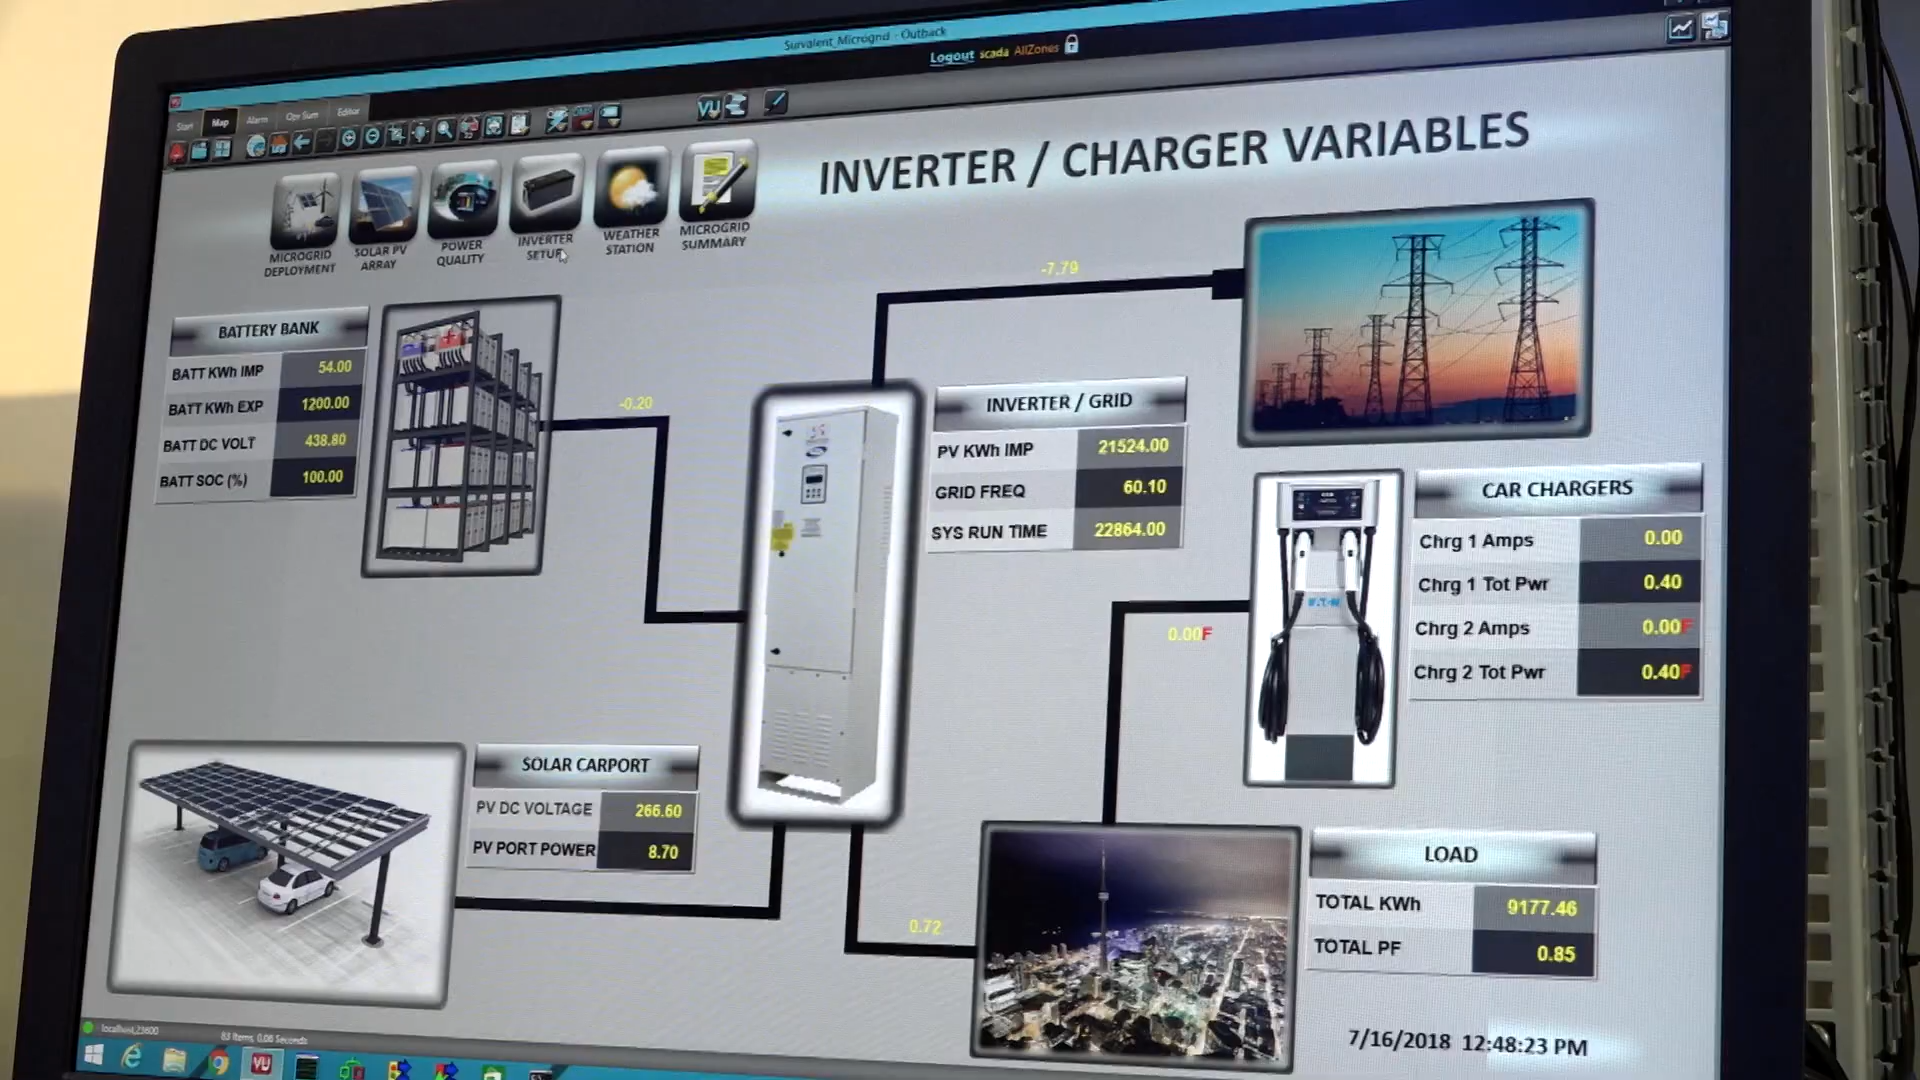 Survalent_Microgrid - Outback
Logout scada AllZones
Start Map Alarm Opr Sum Editor
INVERTER / CHARGER VARIABLES
MICROGRID DEPLOYMENT
SOLAR PV ARRAY
POWER QUALITY
INVERTER SETUP
WEATHER STATION
MICROGRID SUMMARY
-7.79
BATTERY BANK
BATT KWh IMP 54.00
BATT KWh EXP 1200.00
BATT DC VOLT 438.80
BATT SOC (%) 100.00
-0.20
INVERTER / GRID
PV KWh IMP 21524.00
GRID FREQ 60.10
SYS RUN TIME 22864.00
CAR CHARGERS
Chrg 1 Amps 0.00
Chrg 1 Tot Pwr 0.40
Chrg 2 Amps 0.00F
Chrg 2 Tot Pwr 0.40F
EATON
0.00F
SOLAR CARPORT
PV DC VOLTAGE 266.60
PV PORT POWER 8.70
0.72
LOAD
TOTAL KWh 9177.46
TOTAL PF 0.85
7/16/2018 12:48:23 PM
83 Items, 0.06 Seconds
VU